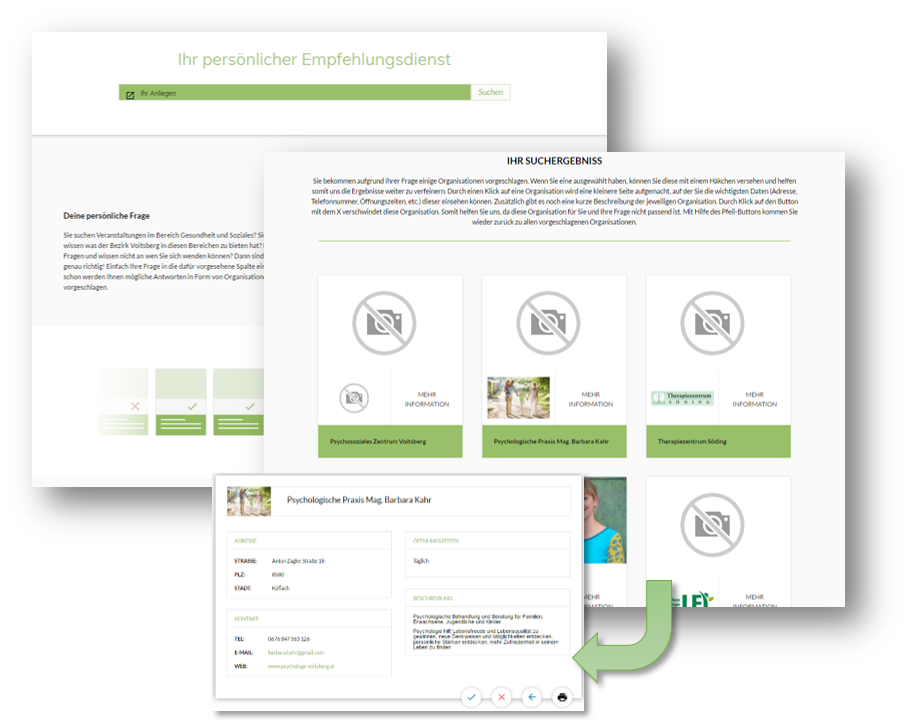 Ihr persönlicher Empfehlungsdienst
Ihr Anliegen
Suchen
Deine persönliche Frage
Sie suchen Veranstaltungen im Bereich Gesundheit und Soziales? Si
wissen was der Bezirk Voitsberg in diesen Bereichen zu bieten hat?
Fragen und wissen nicht an wen Sie sich wenden können? Dann sind
genau richtig! Einfach Ihre Frage in die dafür vorgesehene Spalte ein
schon werden Ihnen mögliche Antworten in Form von Organisatione
vorgeschlagen.
IHR SUCHERGEBNISS
Sie bekommen aufgrund Ihrer Frage einige Organisationen vorgeschlagen. Wenn Sie eine ausgewählt haben, können Sie diese mit einem Häkchen versehen und helfen
somit uns die Ergebnisse weiter zu verfeinern. Durch einen Klick auf eine Organisation wird eine kleinere Seite aufgemacht, auf der Sie die wichtigsten Daten (Adresse,
Telefonnummer, Öffnungszeiten, etc.) dieser einsehen können. Zusätzlich gibt es noch eine kurze Beschreibung der jeweiligen Organisation. Durch Klick auf den Button
mit dem X verschwindet diese Organisation. Somit helfen Sie uns, da diese Organisation für Sie und Ihre Frage nicht passend ist. Mit Hilfe des Pfeil-Buttons kommen Sie
wieder zurück zu allen vorgeschlagenen Organisationen.
MEHR
INFORMATION
Psychosoziales Zentrum Voitsberg
MEHR
INFORMATION
Psychologische Praxis Mag. Barbara Kahr
Therapiezentrum
SÖDING
MEHR
INFORMATION
Therapiezentrum Söding
MEHR
INFORMATION
LEi
MEHR
INFORMATION
Psychologische Praxis Mag. Barbara Kahr
ADRESSE
STRASSE: Anton Zagler Straße 18
PLZ: 8580
STADT: Köflach
KONTAKT
TEL: 0676 847 563 126
E-MAIL: barbara.kahr@gmail.com
WEB: www.psychologe-voitsberg.at
ÖFFNUNGSZEITEN
Täglich
BESCHREIBUNG
Psychologische Behandlung und Beratung für Familien,
Erwachsene, Jugendliche und Kinder.
Psychologie hilft Lebensfreude und Lebensqualität zu
gewinnen, neue Denkweisen und Möglichkeiten entdecken,
persönliche Stärken entdecken, mehr Zufriedenheit in seinem
Leben zu finden